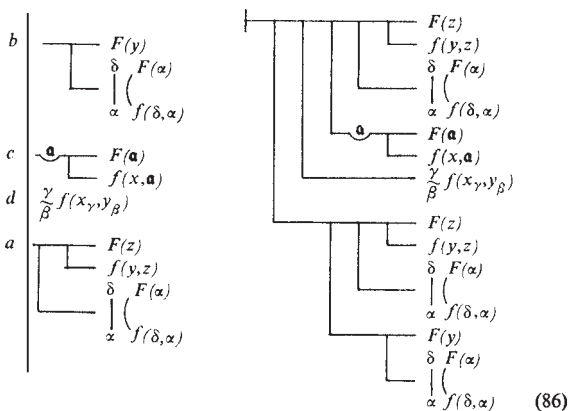 b F(y)
δ F(α)
α f(δ,α)
c 𝔞 F(𝔞)
f(x,𝔞)
d γ/β f(x_γ,y_β)
a F(z)
f(y,z)
δ F(α)
α f(δ,α)
F(z)
f(y,z)
δ F(α)
α f(δ,α)
𝔞 F(𝔞)
f(x,𝔞)
γ/β f(x_γ,y_β)
F(z)
f(y,z)
δ F(α)
α f(δ,α)
F(y)
δ F(α)
α f(δ,α)
(86)